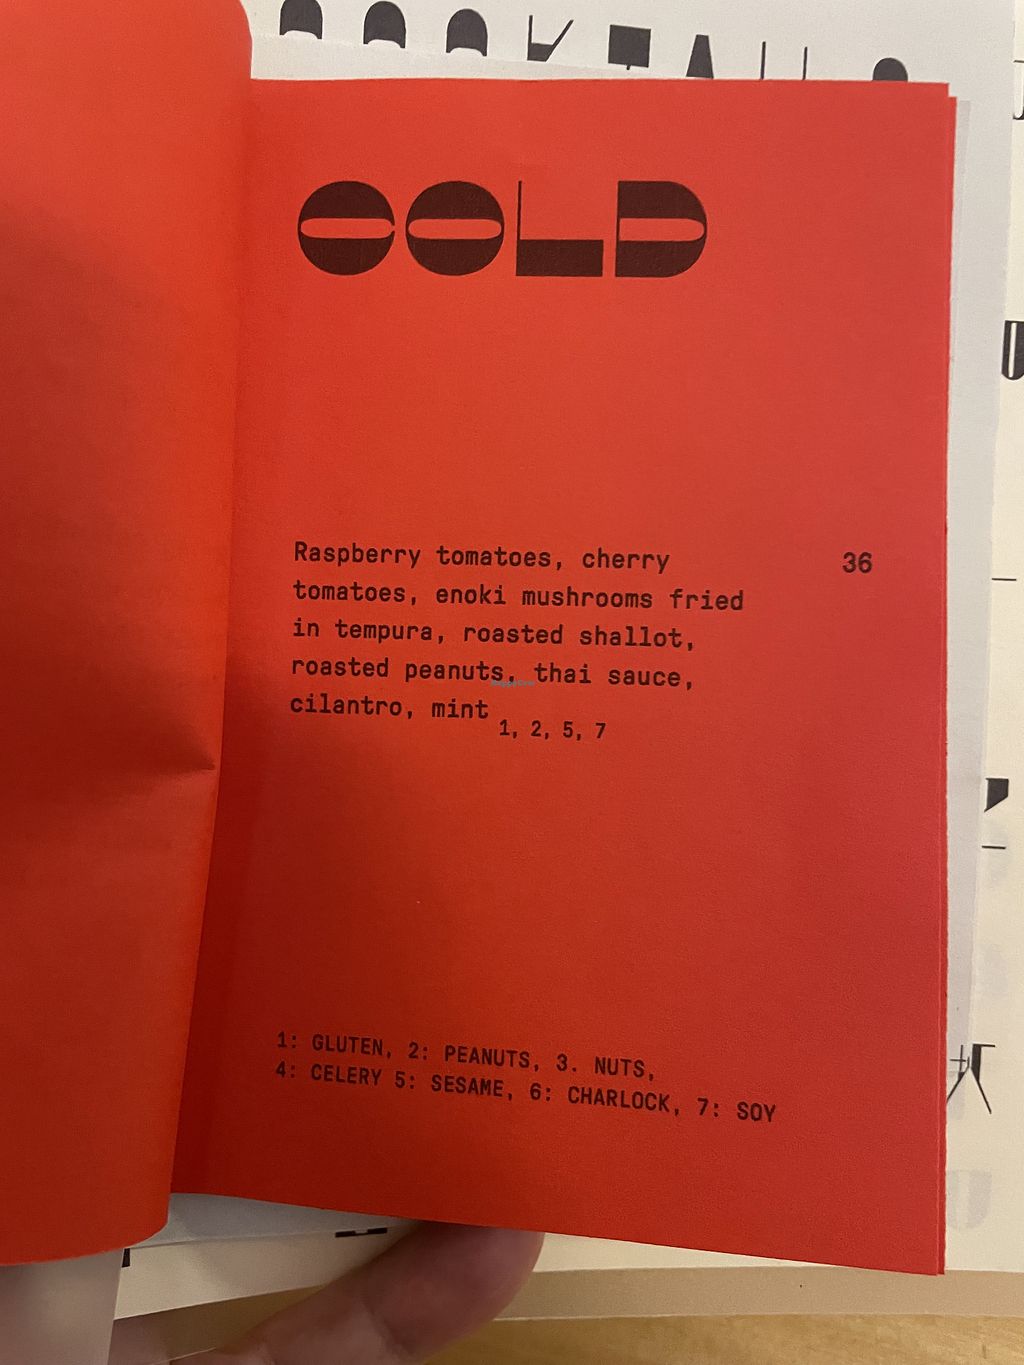 COCKTAILS
COLD
Raspberry tomatoes, cherry
36
tomatoes, enoki mushrooms fried
in tempura, roasted shallot,
roasted peanuts, thai sauce,
cilantro, mint
1, 2, 5, 7
1: GLUTEN, 2: PEANUTS, 3. NUTS,
4: CELERY 5: SESAME, 6: CHARLOCK, 7: SOY